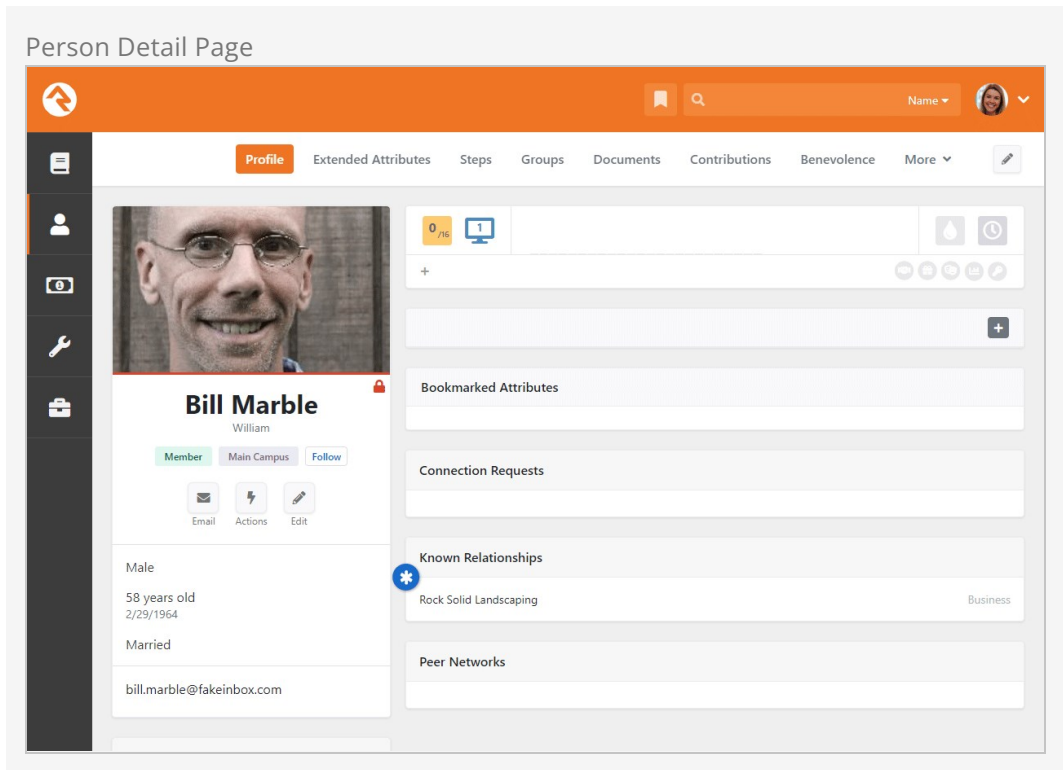 Person Detail Page
Name
Profile Extended Attributes Steps Groups Documents Contributions Benevolence More
0 /16 1
+
+
Bookmarked Attributes
Bill Marble
William
Member Main Campus Follow
Connection Requests
Email Actions Edit
Known Relationships
Male
Rock Solid Landscaping Business
58 years old
2/29/1964
Married
Peer Networks
bill.marble@fakeinbox.com